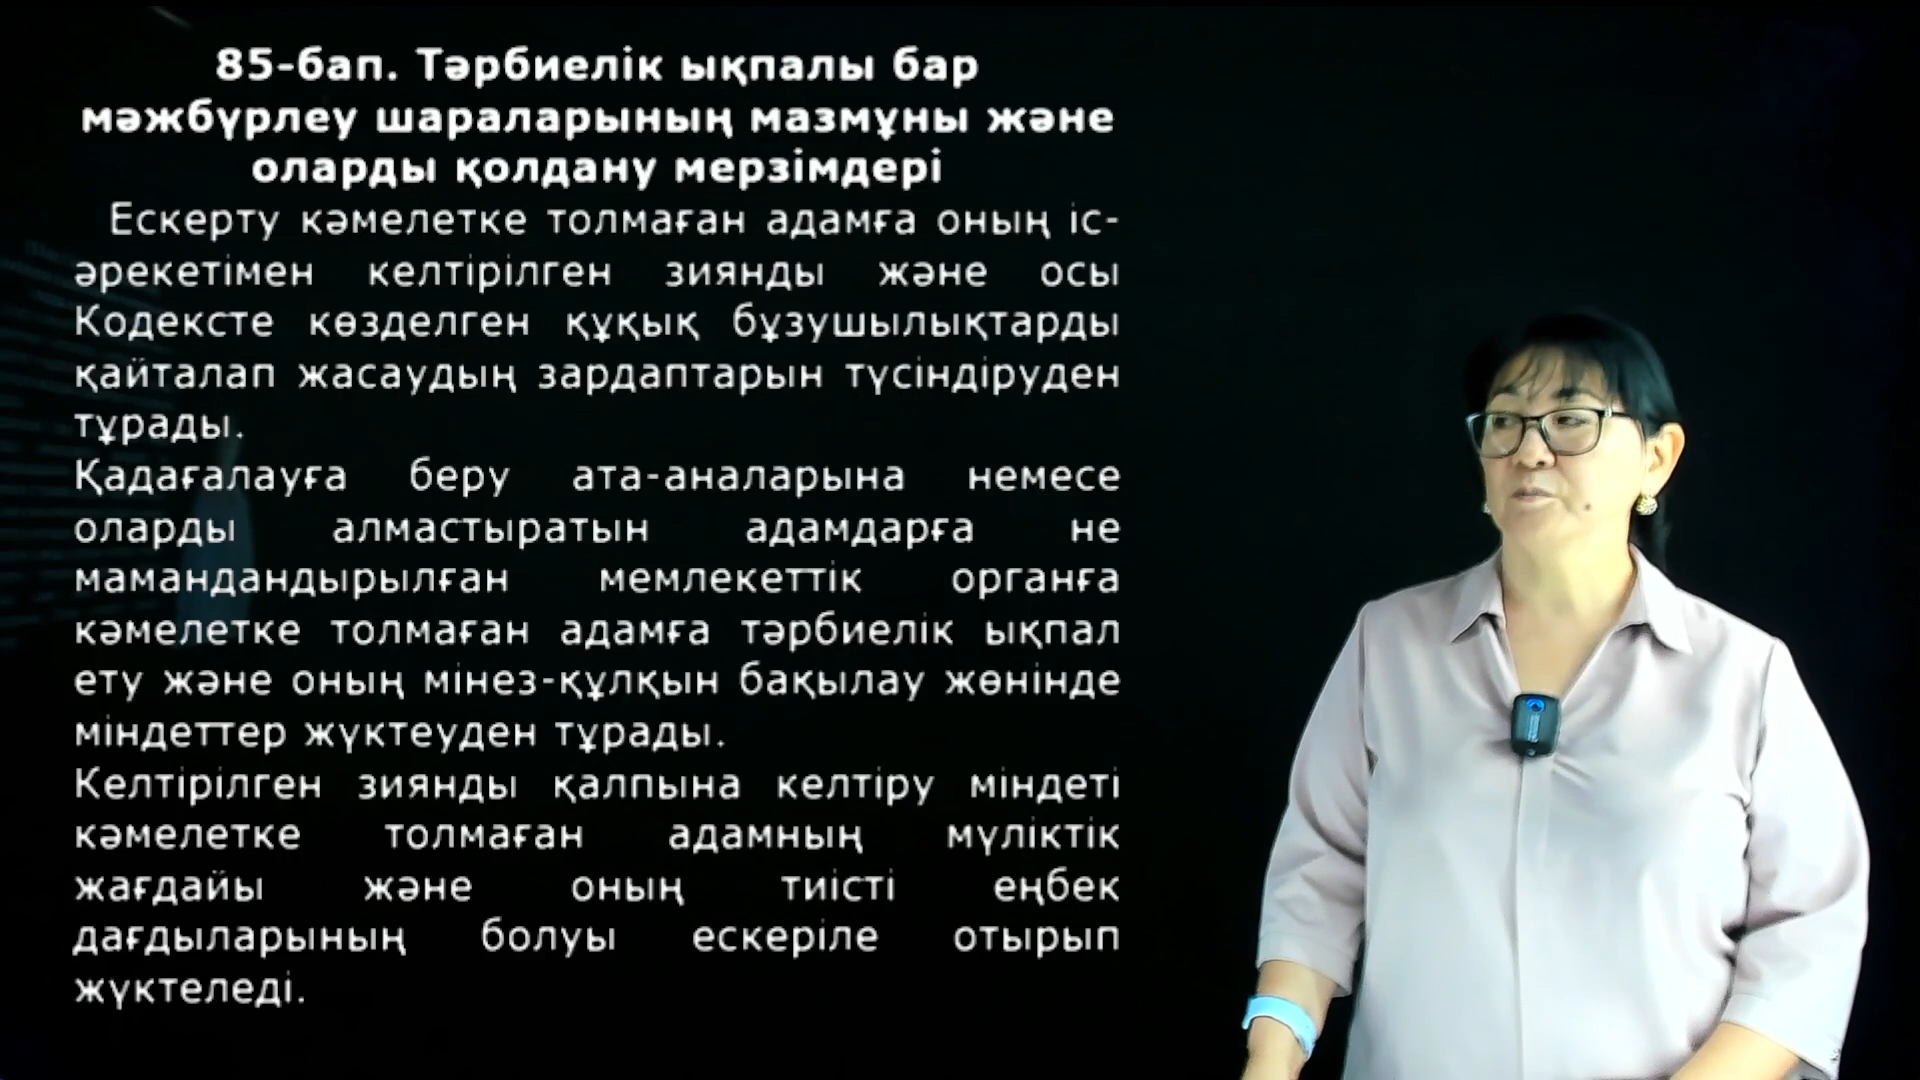 85-бап. Тәрбиелік ықпалы бар
мәжбүрлеу шараларының мазмұны және
оларды қолдану мерзімдері
Ескерту кәмелетке толмаған адамға оның іс-
әрекетімен келтірілген зиянды және осы
Кодексте көзделген құқық бұзушылықтарды
қайталап жасаудың зардаптарын түсіндіруден
тұрады.
Қадағалауға беру ата-аналарына немесе
оларды алмастыратын адамдарға не
мамандандырылған мемлекеттік органға
кәмелетке толмаған адамға тәрбиелік ықпал
ету және оның мінез-құлқын бақылау жөнінде
міндеттер жүктеуден тұрады.
Келтірілген зиянды қалпына келтіру міндеті
кәмелетке толмаған адамның мүліктік
жағдайы және оның тиісті еңбек
дағдыларының болуы ескеріле отырып
жүктеледі.